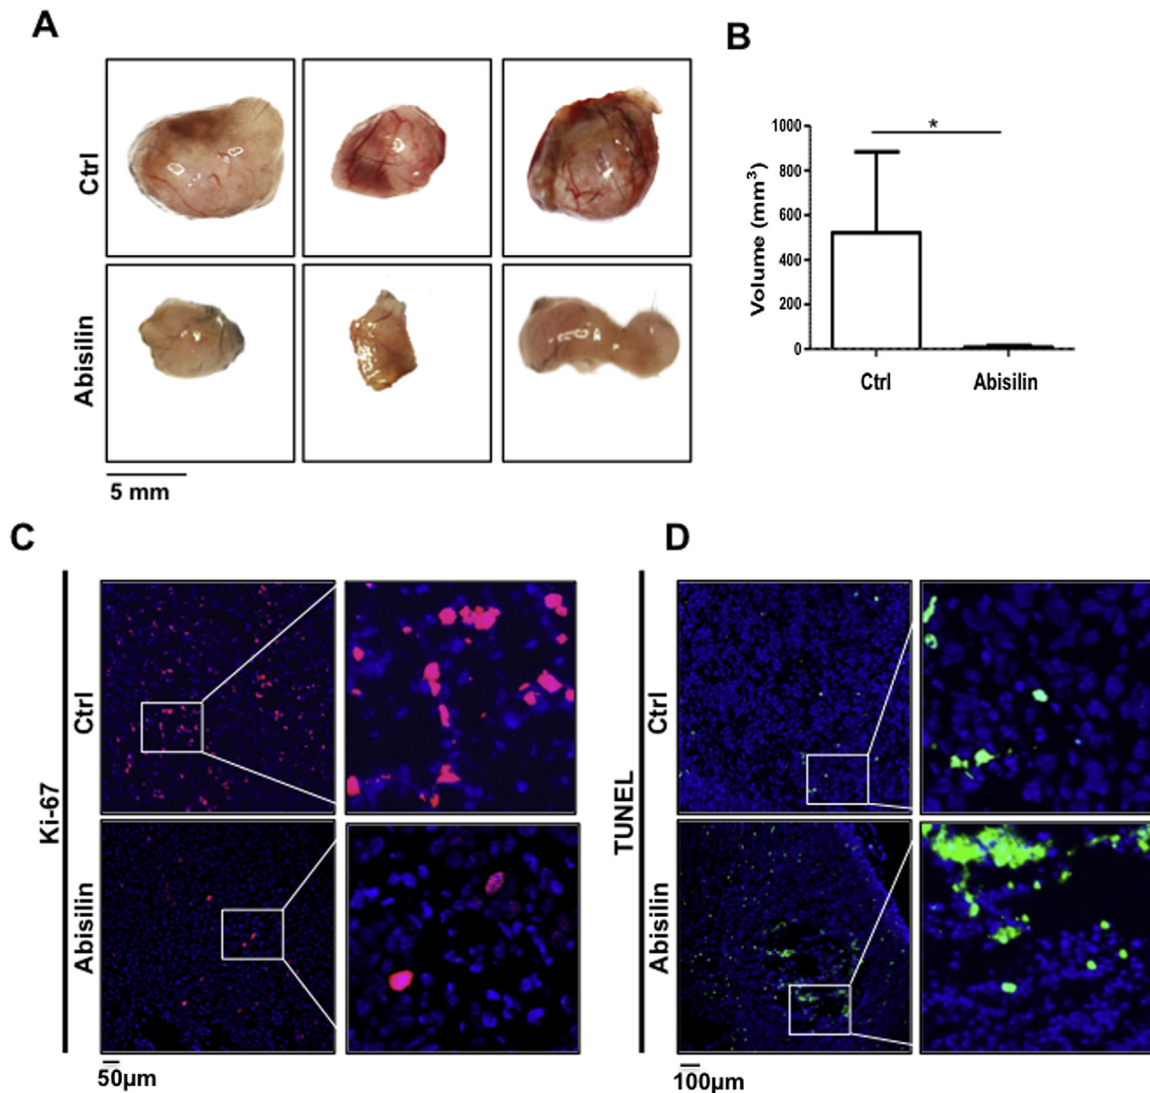 A
Ctrl
Abisilin
5 mm
B
*
Volume (mm³)
1000
800
600
400
200
0
Ctrl
Abisilin
C
Ki-67
Ctrl
Abisilin
50µm
D
TUNEL
Ctrl
Abisilin
100µm